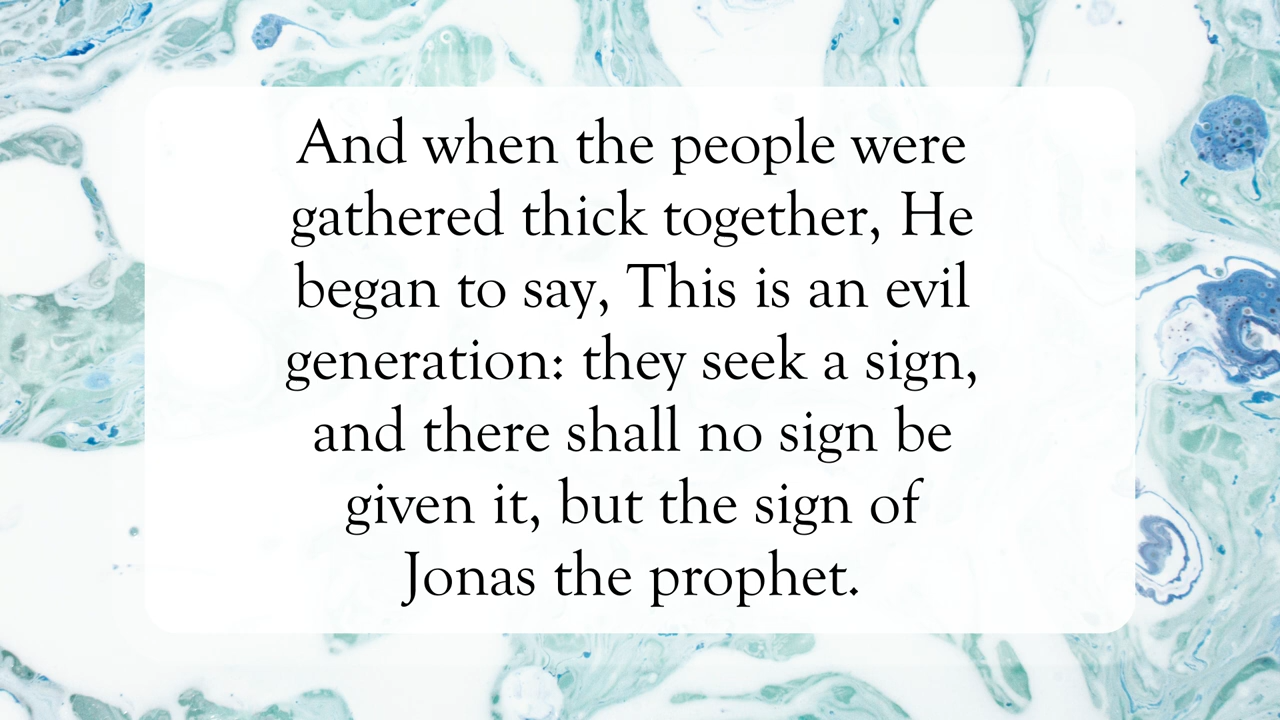 And when the people were
gathered thick together, He
began to say, This is an evil
generation: they seek a sign,
and there shall no sign be
given it, but the sign of
Jonas the prophet.